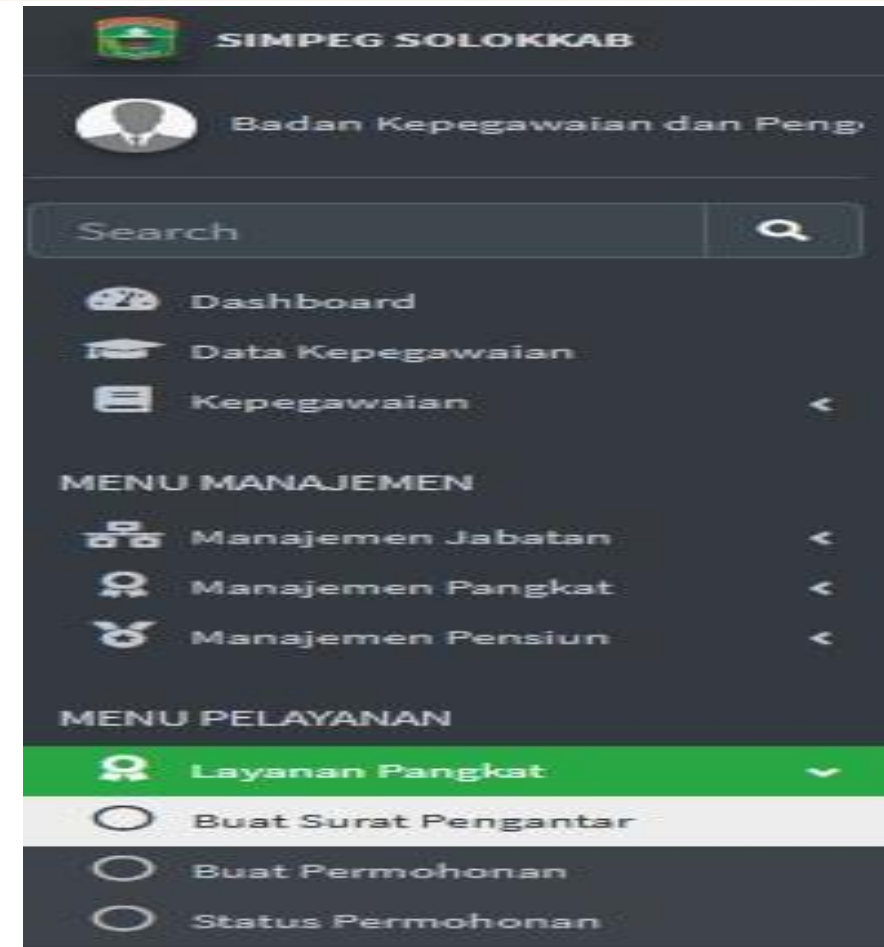 SIMPEG SOLOKKAB
Badan Kepegawaian dan Peng
Search
Dashboard
Data Kepegawaian
Kepegawaian
MENU MANAJEMEN
Manajemen Jabatan
Manajemen Pangkat
Manajemen Pensiun
MENU PELAYANAN
Layanan Pangkat
Buat Surat Pengantar
Buat Permohonan
Status Permohonan